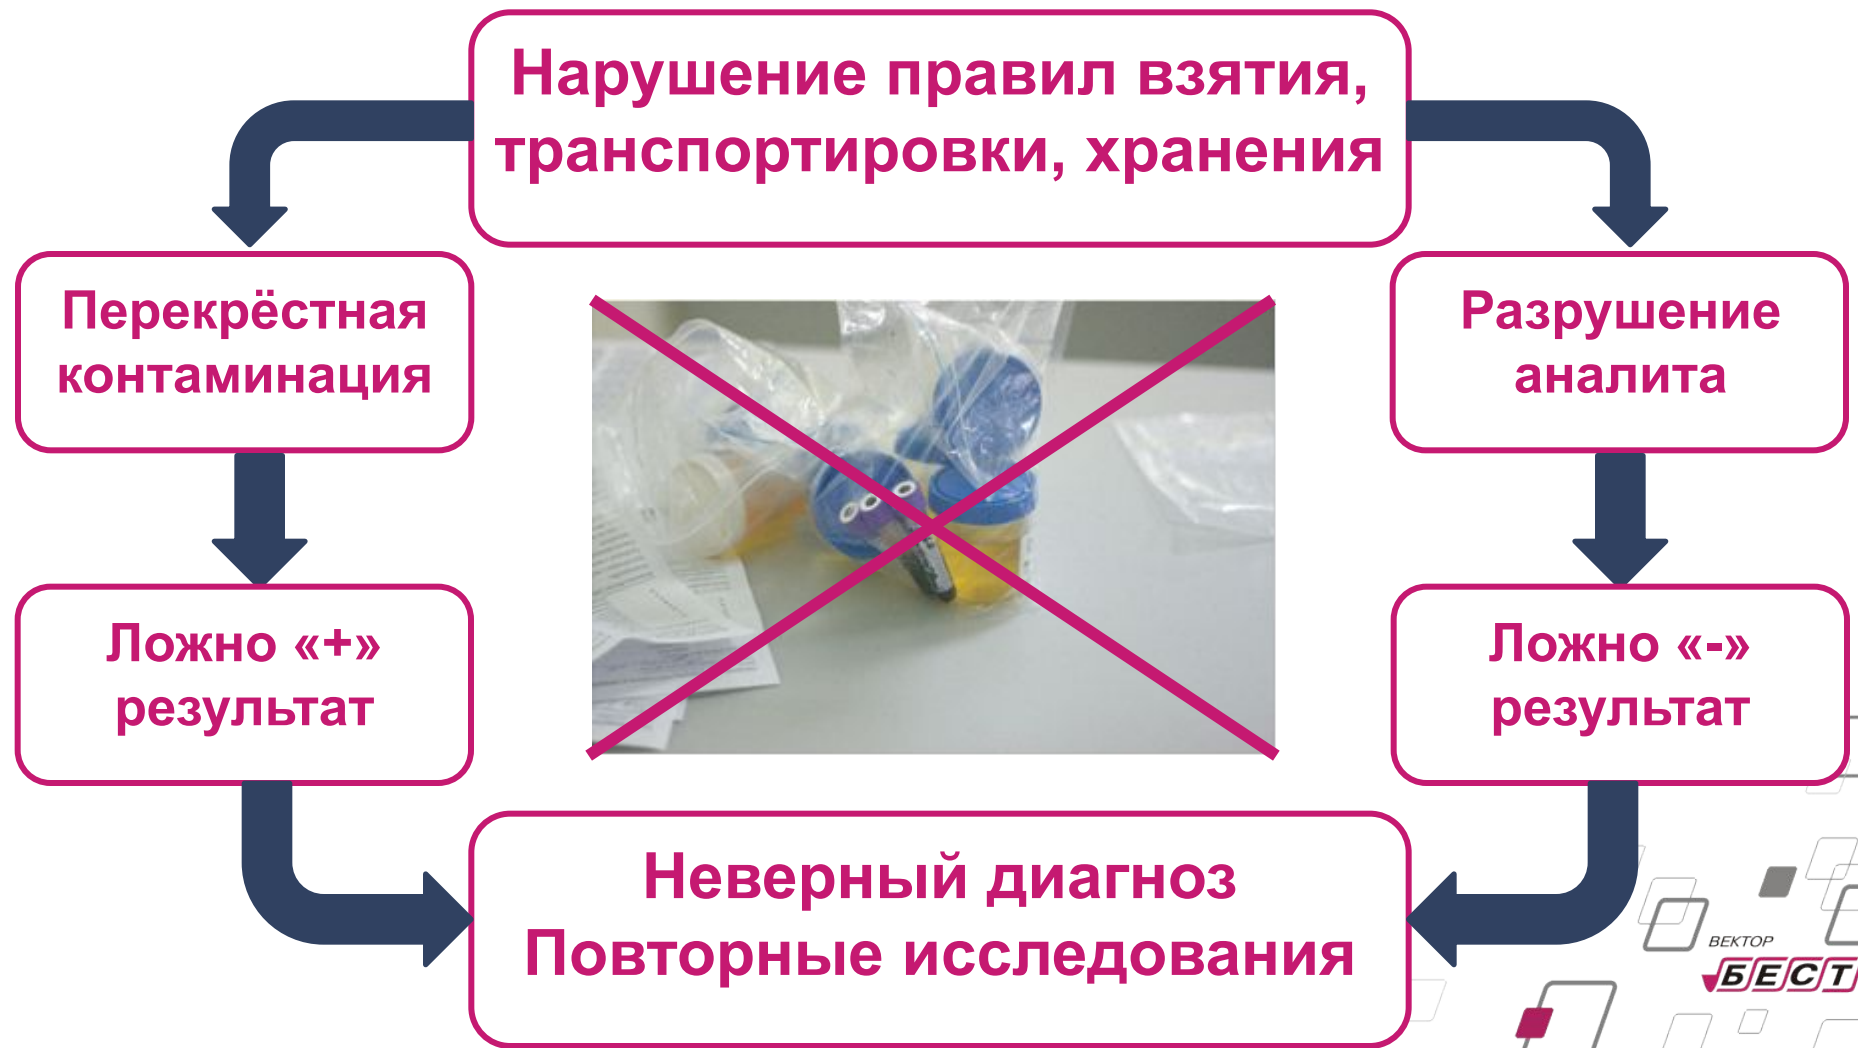 Нарушение правил взятия,
транспортировки, хранения
Перекрёстная
контаминация
Разрушение
аналита
Ложно «+»
результат
Ложно «-»
результат
Неверный диагноз
Повторные исследования
ВЕКТОР
БЕСТ